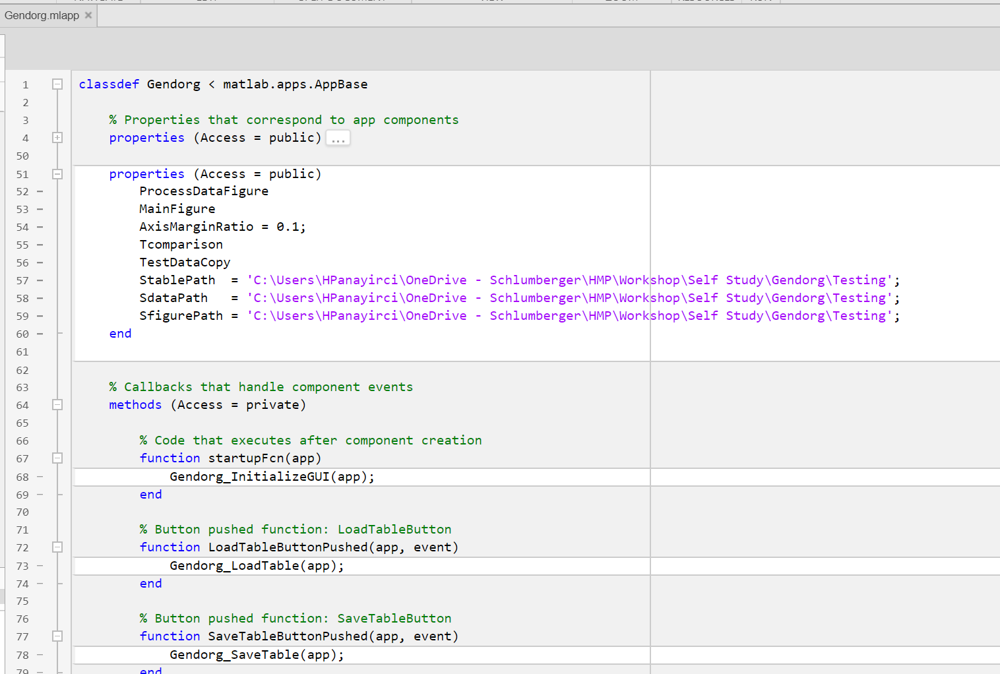 Gendorg.mlapp ×
1 classdef Gendorg < matlab.apps.AppBase
2
3 % Properties that correspond to app components
4 properties (Access = public) ...
50
51 properties (Access = public)
52 ProcessDataFigure
53 MainFigure
54 AxisMarginRatio = 0.1;
55 Tcomparison
56 TestDataCopy
57 StablePath = 'C:\Users\HPanayirci\OneDrive - Schlumberger\HMP\Workshop\Self Study\Gendorg\Testing';
58 SdataPath = 'C:\Users\HPanayirci\OneDrive - Schlumberger\HMP\Workshop\Self Study\Gendorg\Testing';
59 SfigurePath = 'C:\Users\HPanayirci\OneDrive - Schlumberger\HMP\Workshop\Self Study\Gendorg\Testing';
60 end
61
62
63 % Callbacks that handle component events
64 methods (Access = private)
65
66 % Code that executes after component creation
67 function startupFcn(app)
68 Gendorg_InitializeGUI(app);
69 end
70
71 % Button pushed function: LoadTableButton
72 function LoadTableButtonPushed(app, event)
73 Gendorg_LoadTable(app);
74 end
75
76 % Button pushed function: SaveTableButton
77 function SaveTableButtonPushed(app, event)
78 Gendorg_SaveTable(app);
79 end